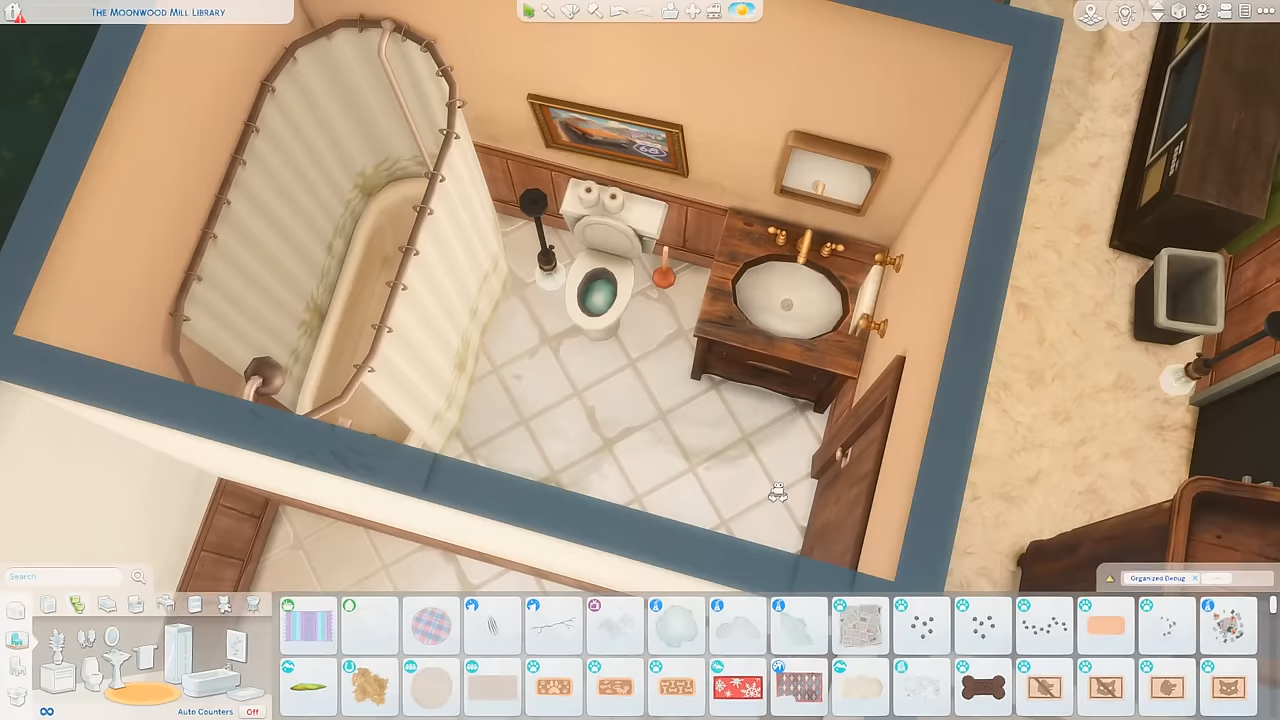 THE MOONWOOD MILL LIBRARY
Search
Organized Debug
Auto Counters Off